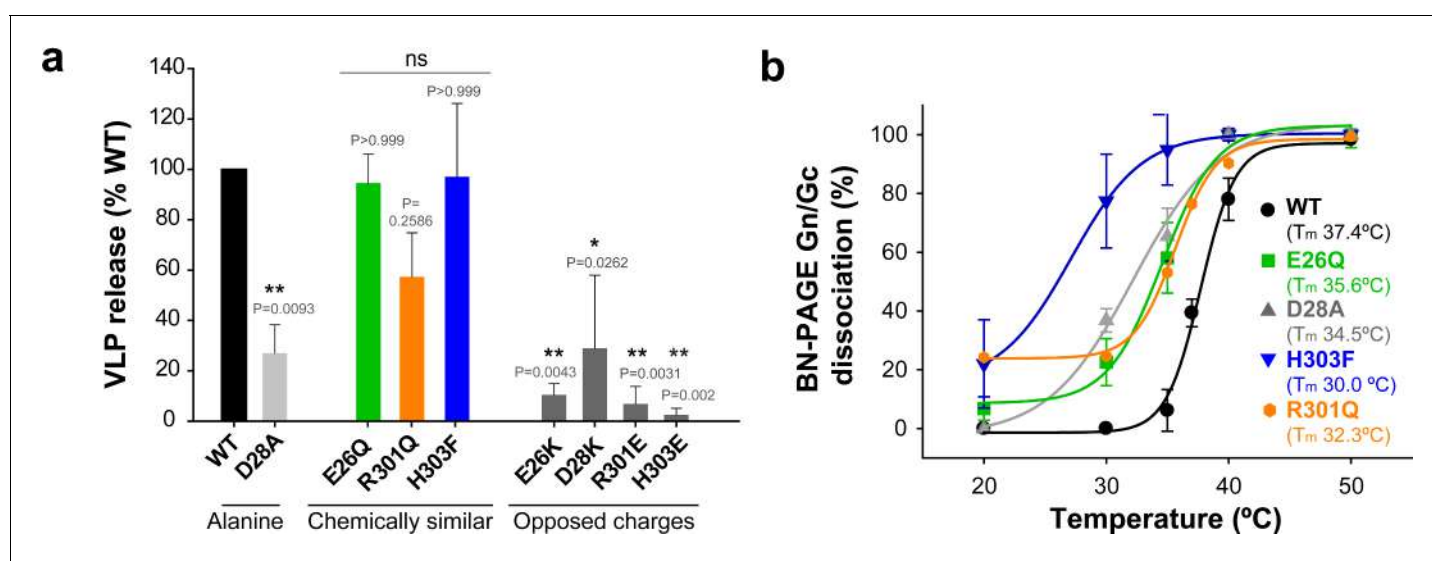 a
ns
140
120
100
80
60
40
20
0
VLP release (% WT)
**
P=0.0093
P>0.999
P=
0.2586
P>0.999
**
P=0.0043
*
P=0.0262
**
P=0.0031
**
P=0.002
WT
D28A
E26Q
R301Q
H303F
E26K
D28K
R301E
H303E
Alanine
Chemically similar
Opposed charges
b
BN-PAGE Gn/Gc
dissociation (%)
100
80
60
40
20
0
20
30
40
50
Temperature (ºC)
WT
(Tm 37.4ºC)
E26Q
(Tm 35.6ºC)
D28A
(Tm 34.5ºC)
H303F
(Tm 30.0 ºC)
R301Q
(Tm 32.3ºC)